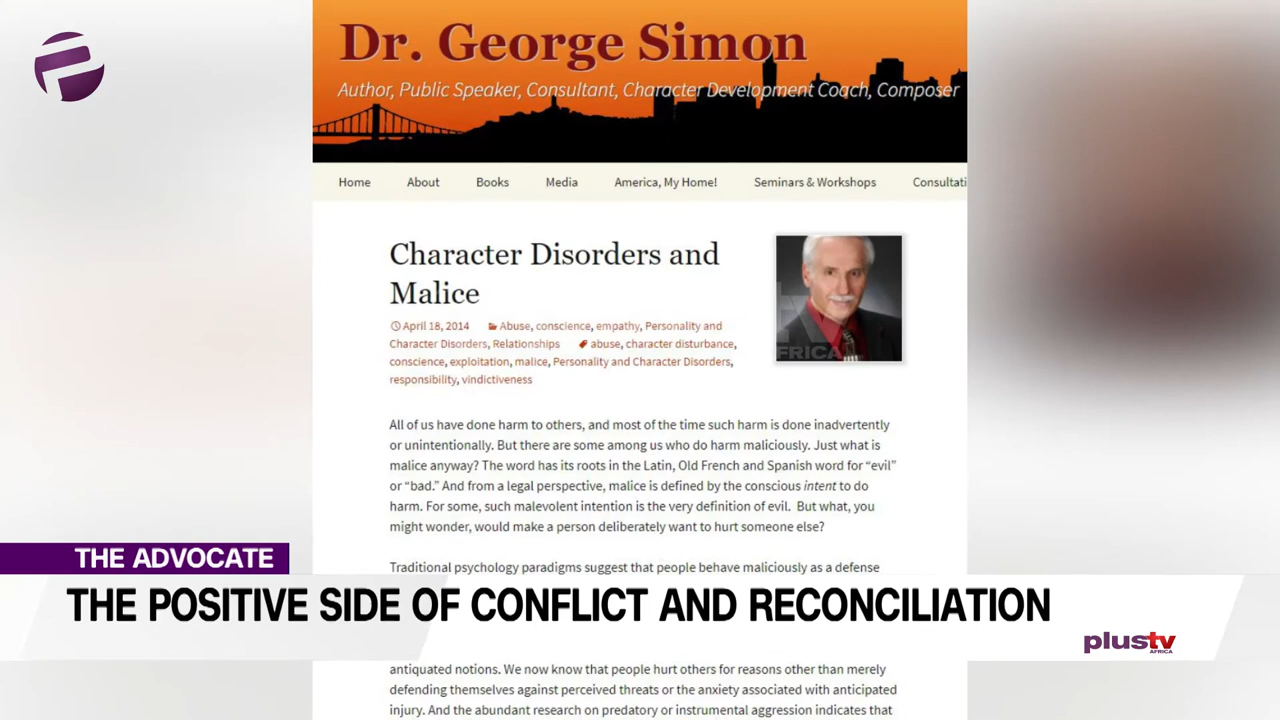 Dr. George Simon
Author, Public Speaker, Consultant, Character Development Coach, Composer
Home About Books Media America, My Home! Seminars & Workshops Consultati
Character Disorders and
Malice
April 18, 2014 Abuse, conscience, empathy, Personality and
Character Disorders, Relationships abuse, character disturbance,
conscience, exploitation, malice, Personality and Character Disorders,
responsibility, vindictiveness
FRICA
All of us have done harm to others, and most of the time such harm is done inadvertently
or unintentionally. But there are some among us who do harm maliciously. Just what is
malice anyway? The word has its roots in the Latin, Old French and Spanish word for “evil”
or “bad.” And from a legal perspective, malice is defined by the conscious intent to do
harm. For some, such malevolent intention is the very definition of evil. But what, you
might wonder, would make a person deliberately want to hurt someone else?
Traditional psychology paradigms suggest that people behave maliciously as a defense
THE ADVOCATE
THE POSITIVE SIDE OF CONFLICT AND RECONCILIATION
plustv
AFRICA
antiquated notions. We now know that people hurt others for reasons other than merely
defending themselves against perceived threats or the anxiety associated with anticipated
injury. And the abundant research on predatory or instrumental aggression indicates that